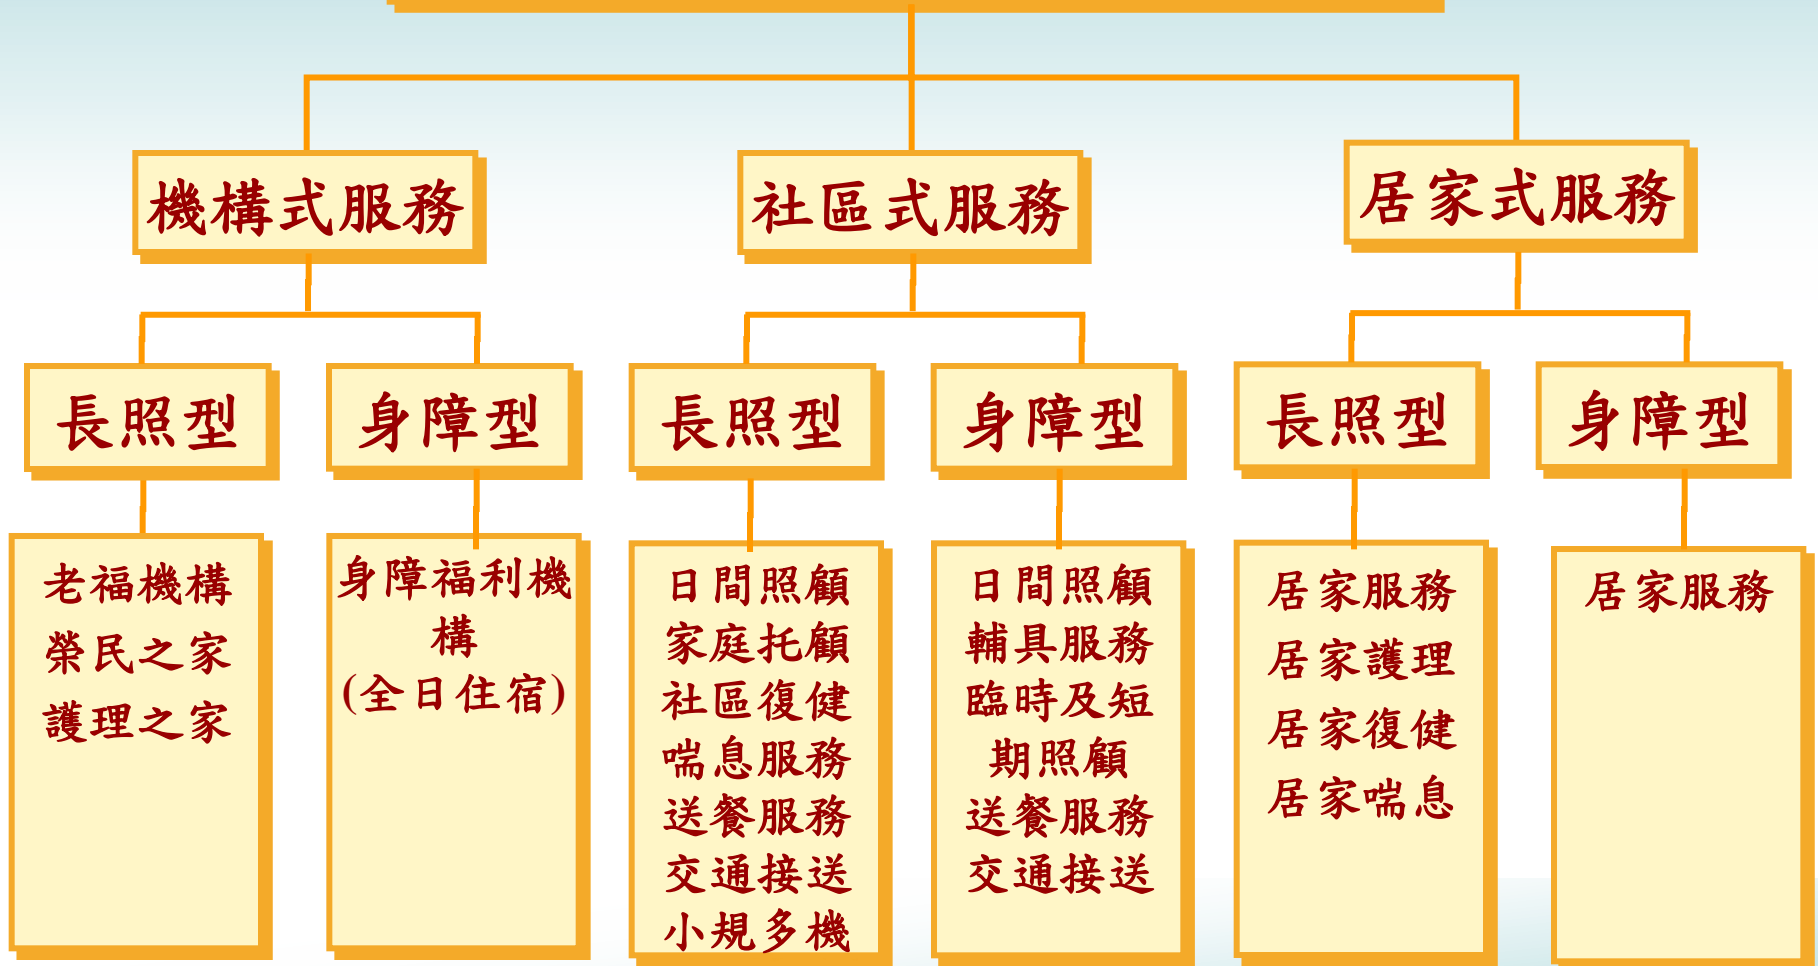 機構式服務
社區式服務
居家式服務
長照型
身障型
長照型
身障型
長照型
身障型
老福機構
榮民之家
護理之家
身障福利機
構
(全日住宿)
日間照顧
家庭托顧
社區復健
喘息服務
送餐服務
交通接送
小規多機
日間照顧
輔具服務
臨時及短
期照顧
送餐服務
交通接送
居家服務
居家護理
居家復健
居家喘息
居家服務